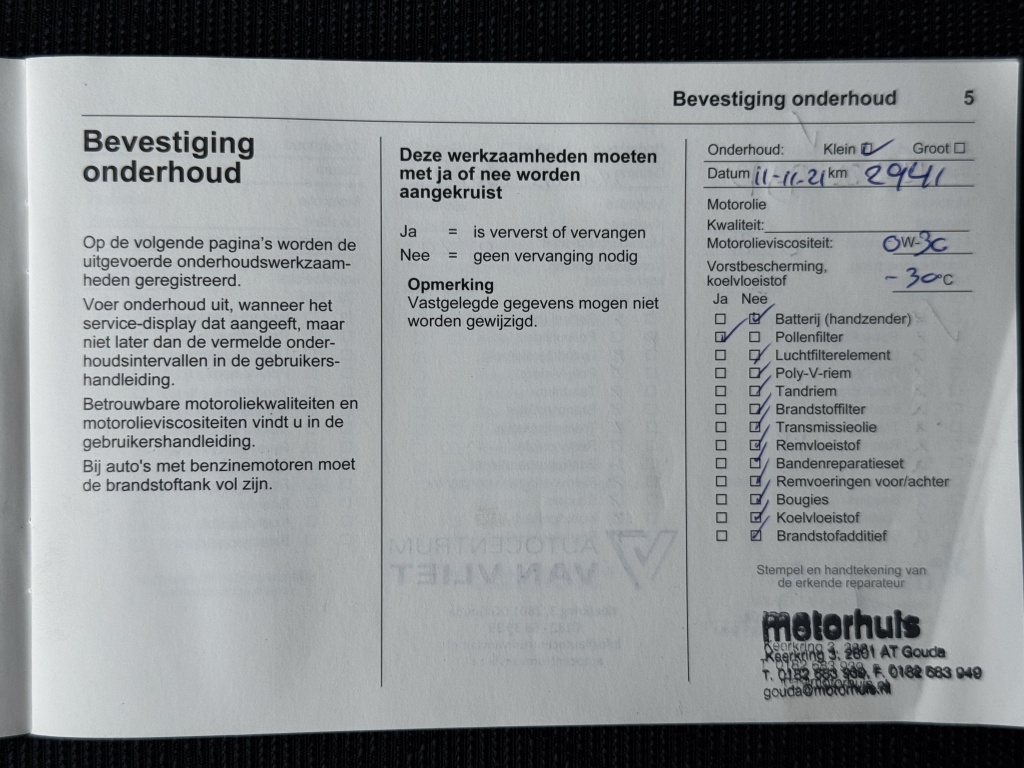 Bevestiging onderhoud 5
Bevestiging
onderhoud
Op de volgende pagina's worden de
uitgevoerde onderhoudswerkzaam-
heden geregistreerd.
Voer onderhoud uit, wanneer het
service-display dat aangeeft, maar
niet later dan de vermelde onder-
houdsintervallen in de gebruikers-
handleiding.
Betrouwbare motoroliekwaliteiten en
motorolieviscositeiten vindt u in de
gebruikershandleiding.
Bij auto's met benzinemotoren moet
de brandstoftank vol zijn.
Deze werkzaamheden moeten
met ja of nee worden
aangekruist
Ja = is ververst of vervangen
Nee = geen vervanging nodig
Opmerking
Vastgelegde gegevens mogen niet
worden gewijzigd.
Onderhoud: Klein Groot
Datum 11-11-21 km 2941
Motorolie
Kwaliteit:
Motorolieviscositeit: 0W-30
Vorstbescherming,
koelvloeistof -30°C
Ja Nee
Batterij (handzender)
Pollenfilter
Luchtfilterelement
Poly-V-riem
Tandriem
Brandstoffilter
Transmissieolie
Remvloeistof
Bandenreparatieset
Remvoeringen voor/achter
Bougies
Koelvloeistof
Brandstofadditief
Stempel en handtekening van
de erkende reparateur
motorhuis
Keerkring 3, 2801 AT Gouda
T. 0182 583 939, F. 0182 583 949
gouda@motorhuis.nl